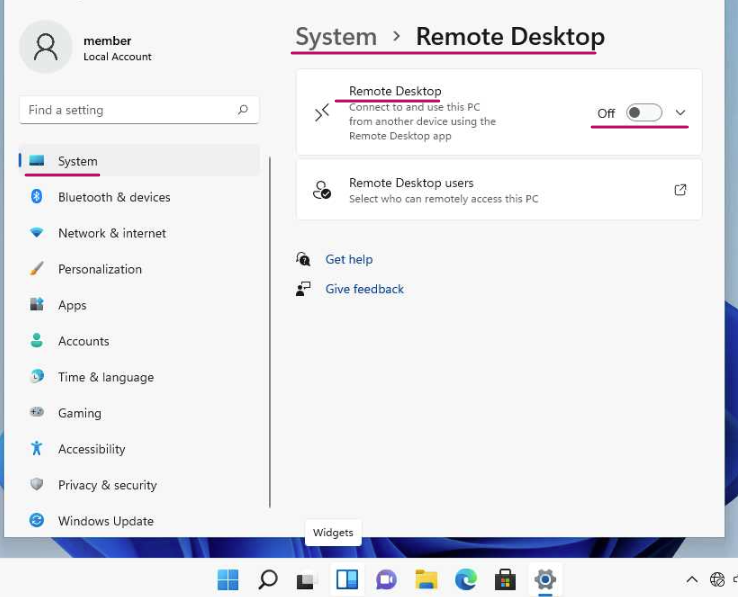 member
Local Account
Find a setting
System
Bluetooth & devices
Network & internet
Personalization
Apps
Accounts
Time & language
Gaming
Accessibility
Privacy & security
Windows Update
System > Remote Desktop
Remote Desktop
Connect to and use this PC
from another device using the
Remote Desktop app
Off
Remote Desktop users
Select who can remotely access this PC
Get help
Give feedback
Widgets